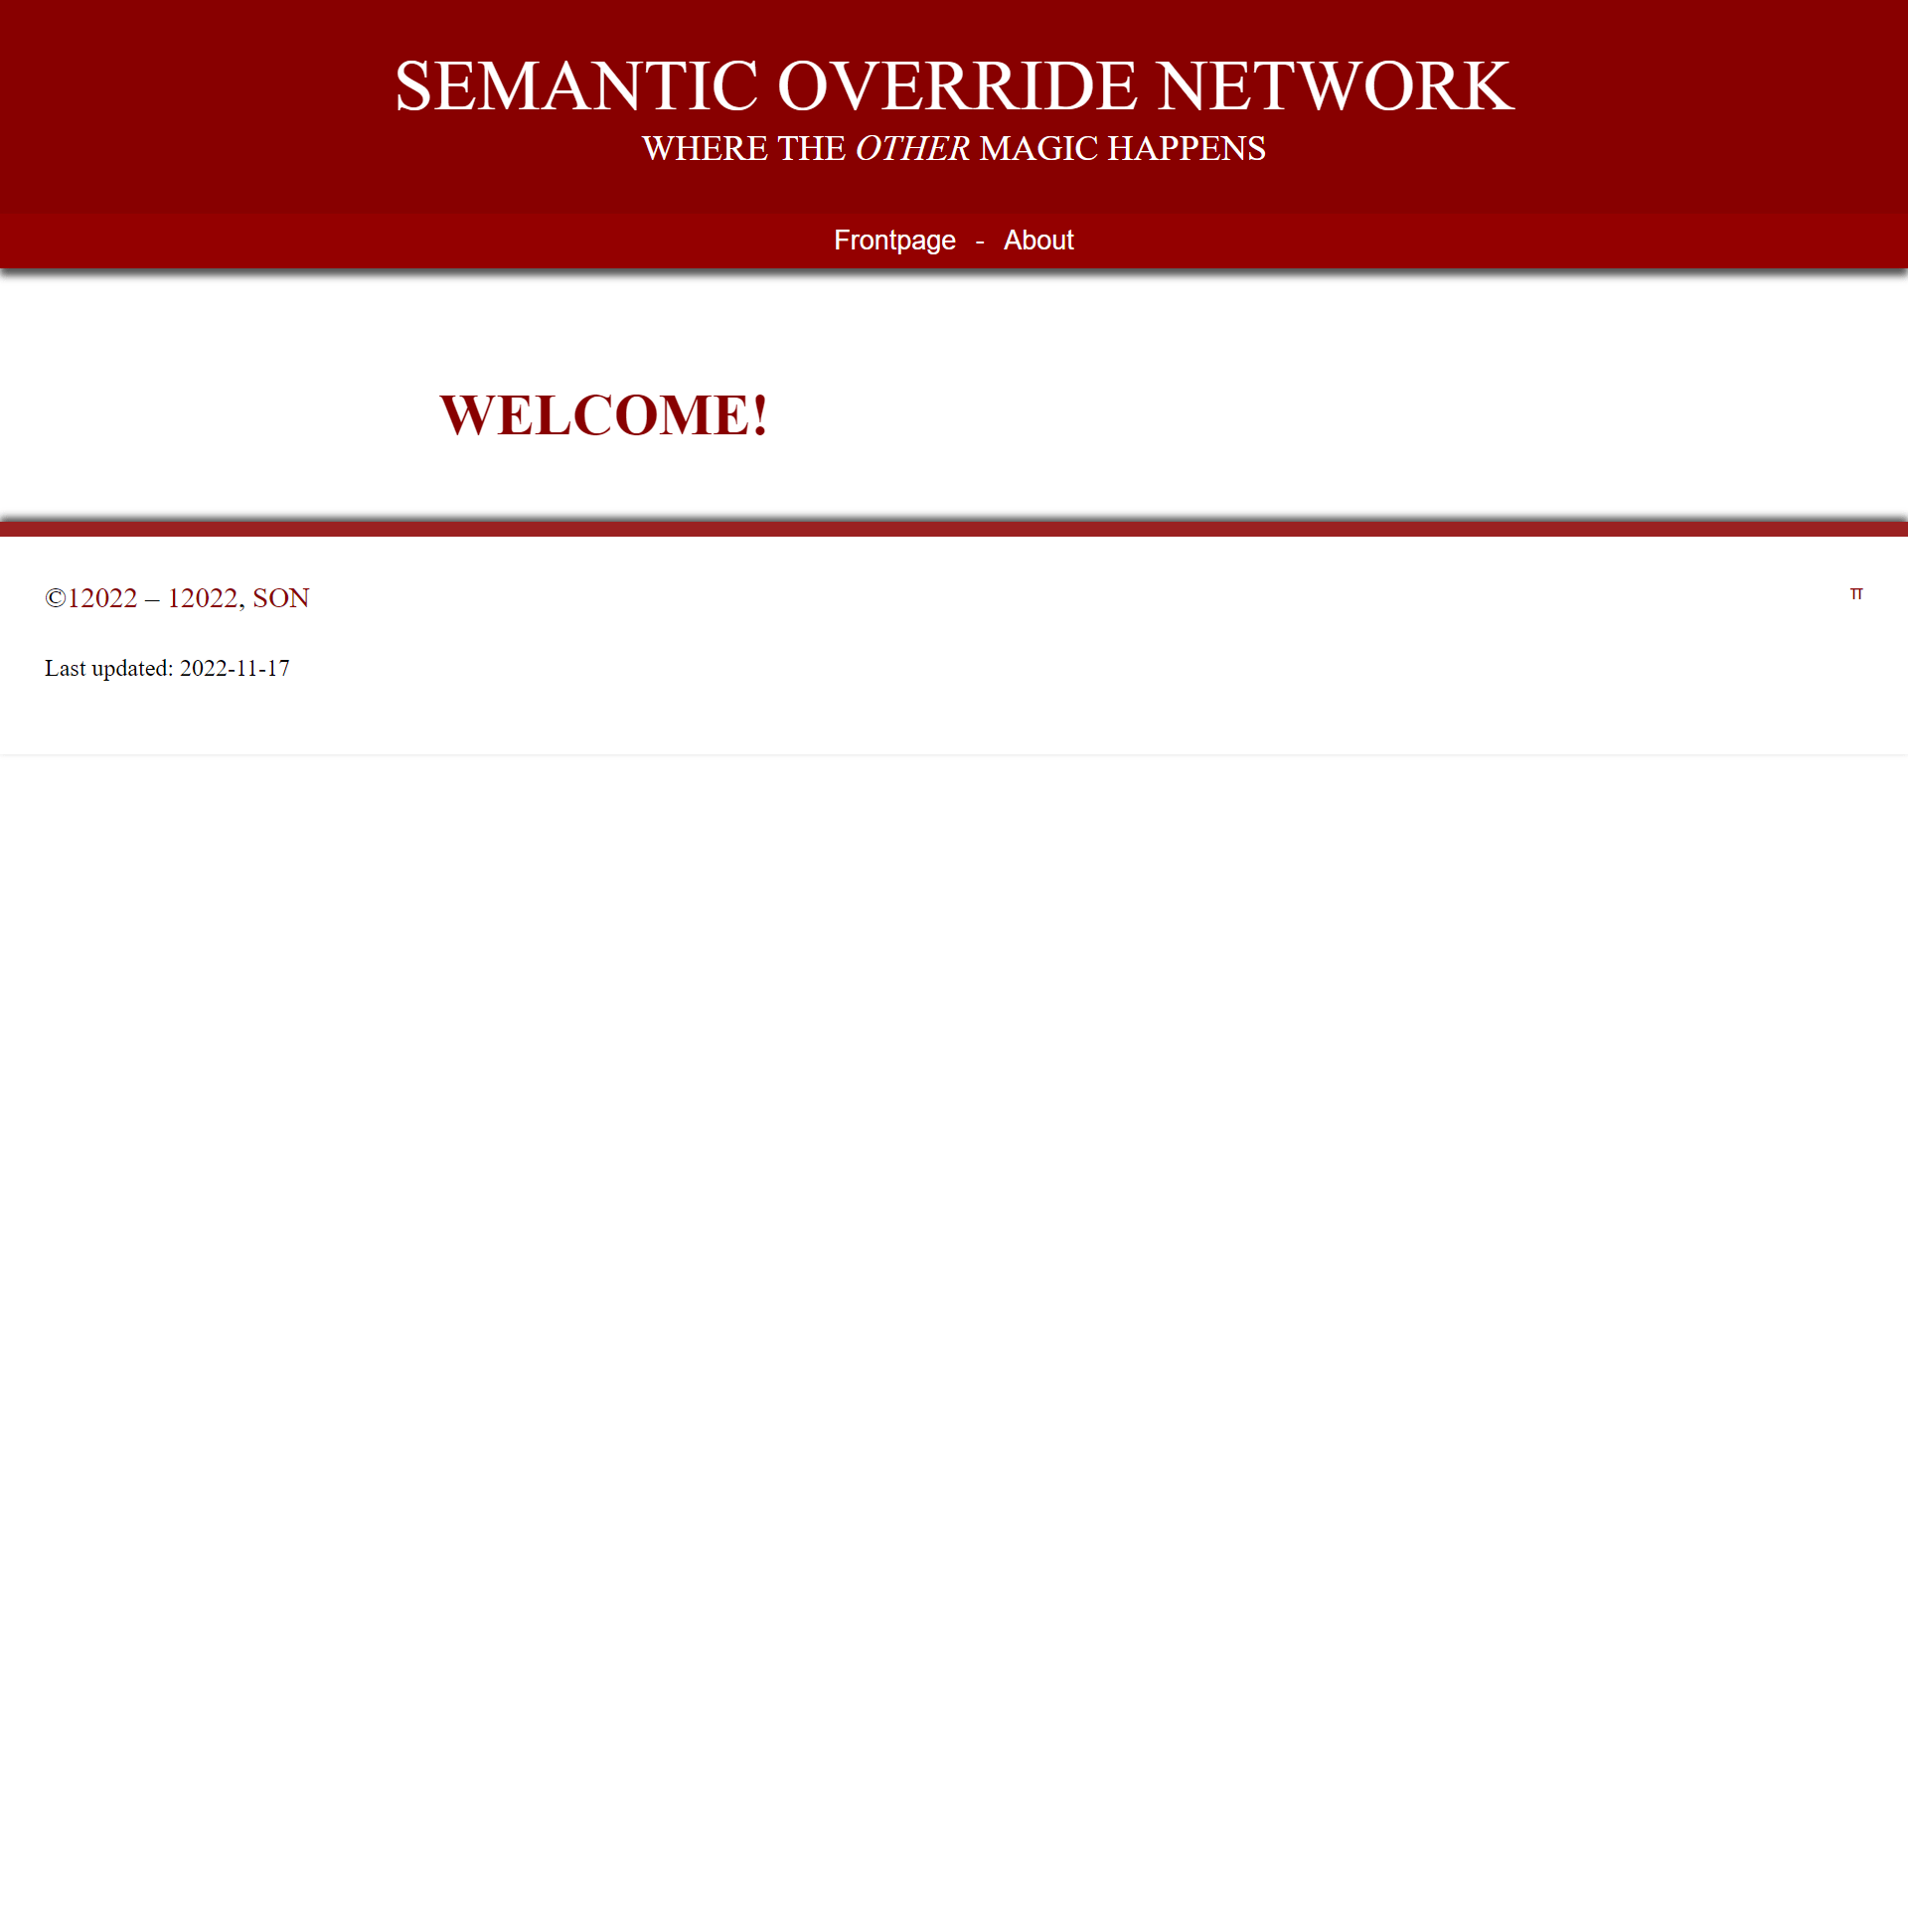 SEMANTIC OVERRIDE NETWORK
WHERE THE OTHER MAGIC HAPPENS
Frontpage - About
WELCOME!
©12022 – 12022, SON
π
Last updated: 2022-11-17